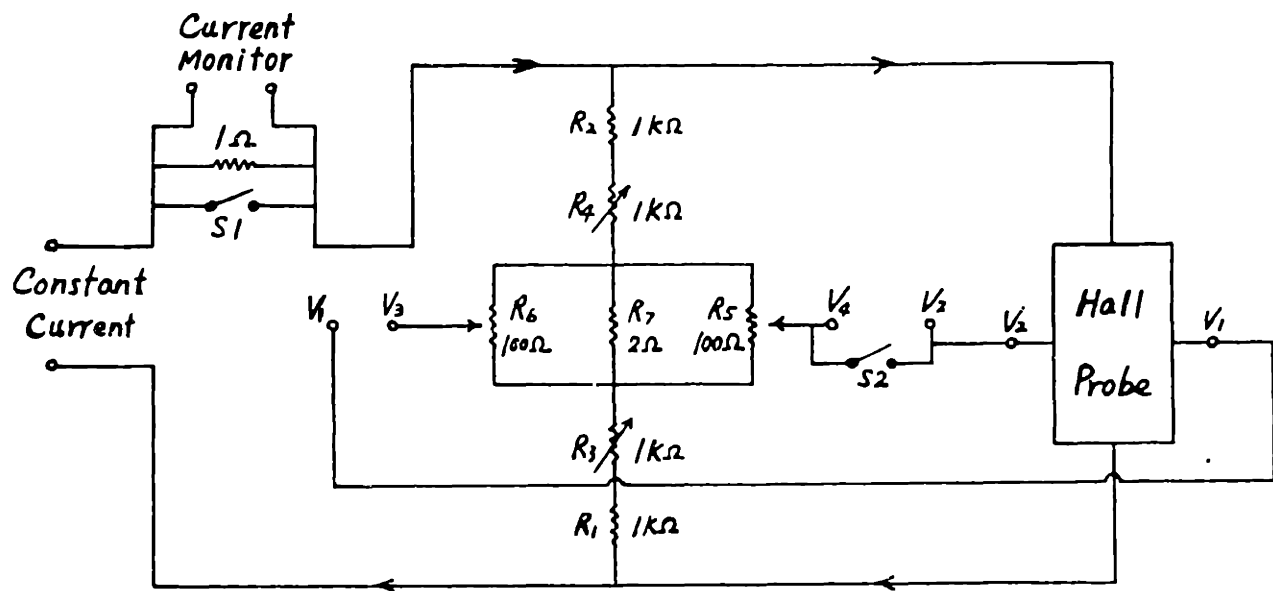 Current
Monitor
1Ω
S1
Constant
Current
R2 1kΩ
R4 1kΩ
V1
V3
R6
100Ω
R7
2Ω
R5
100Ω
V4
V2
S2
V2
Hall
Probe
V1
R3 1kΩ
R1 1kΩ